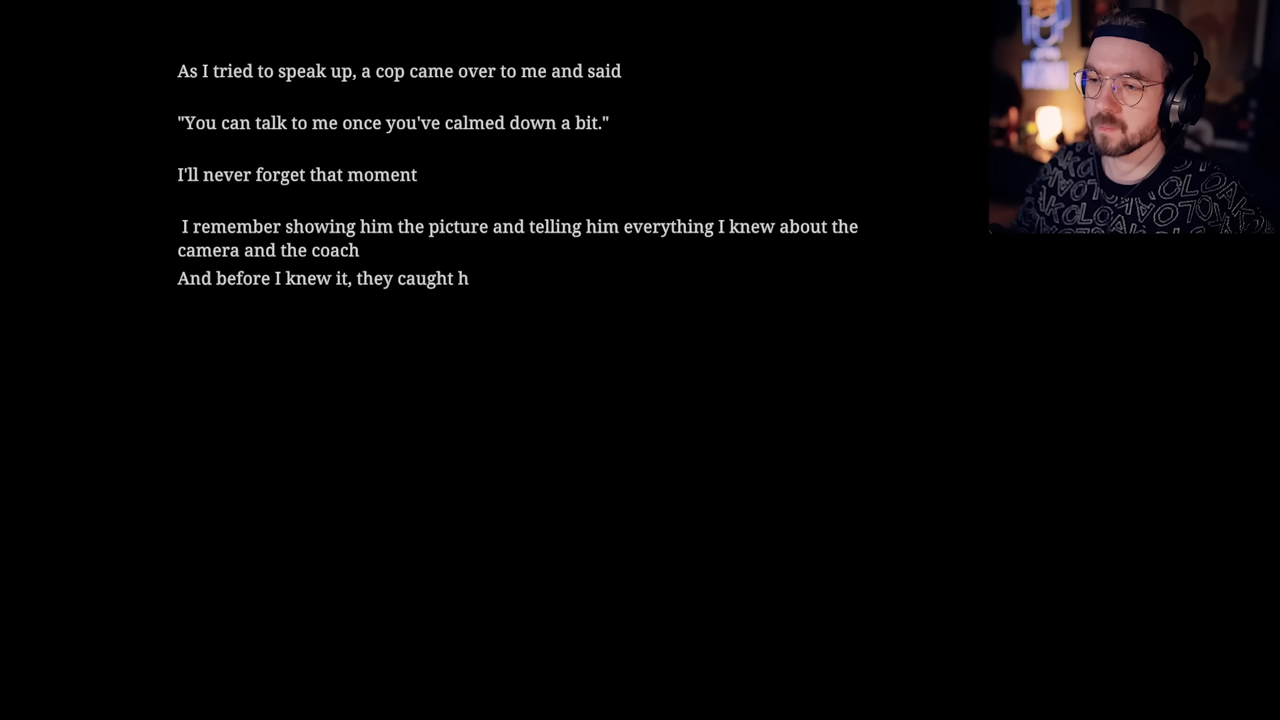 As I tried to speak up, a cop came over to me and said
"You can talk to me once you've calmed down a bit."
I'll never forget that moment
I remember showing him the picture and telling him everything I knew about the
camera and the coach
And before I knew it, they caught h